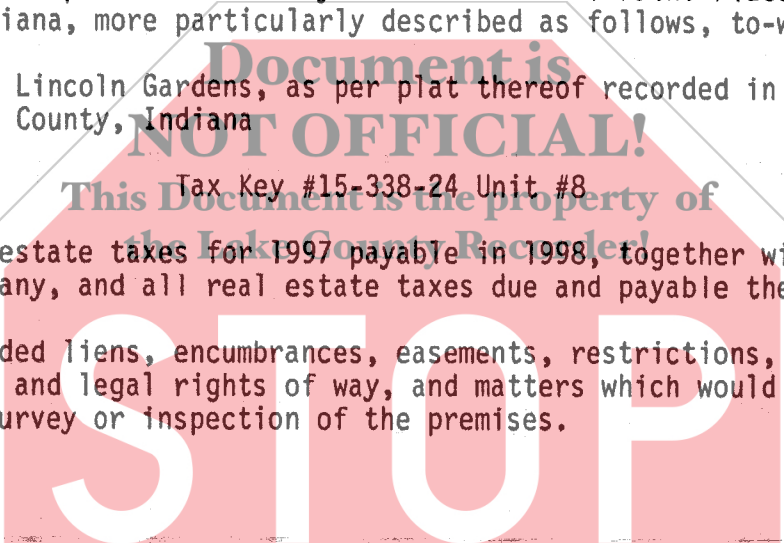 iana, more particularly described as follows, to-w
Document is
Lincoln Gardens, as per plat thereof recorded in
County, Indiana
NOT OFFICIAL!
Tax Key #15-338-24 Unit #8
This Document is the property of
the Lake County Recorder!
estate taxes for 1997 payable in 1998, together wi
any, and all real estate taxes due and payable the
ded liens, encumbrances, easements, restrictions,
and legal rights of way, and matters which would
urvey or inspection of the premises.
STOP